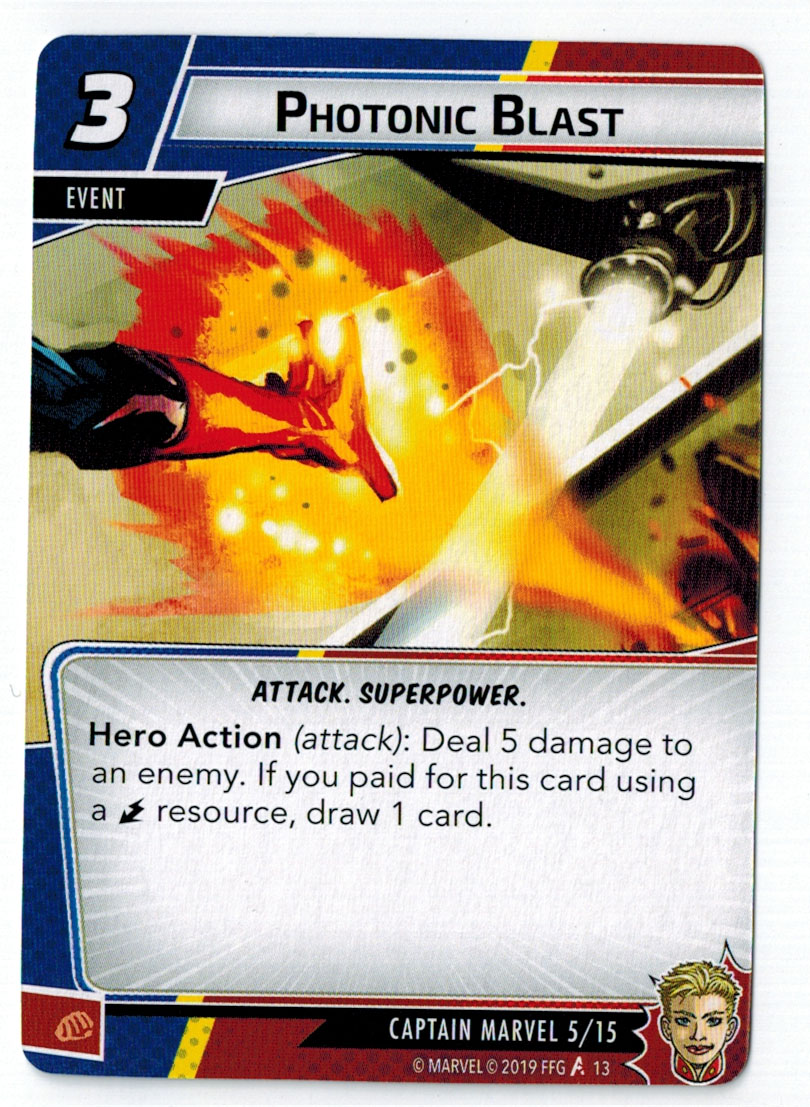 3
PHOTONIC BLAST
EVENT
ATTACK. SUPERPOWER.
Hero Action (attack): Deal 5 damage to
an enemy. If you paid for this card using
a resource, draw 1 card.
CAPTAIN MARVEL 5/15
© MARVEL © 2019 FFG 13